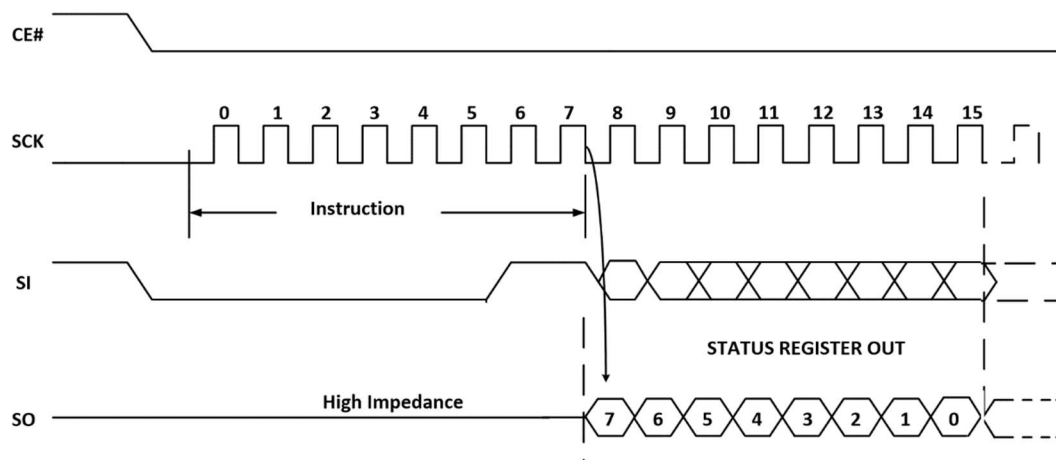 CE#
0 1 2 3 4 5 6 7 8 9 10 11 12 13 14 15
SCK
Instruction
SI
STATUS REGISTER OUT
High Impedance
SO 7 6 5 4 3 2 1 0